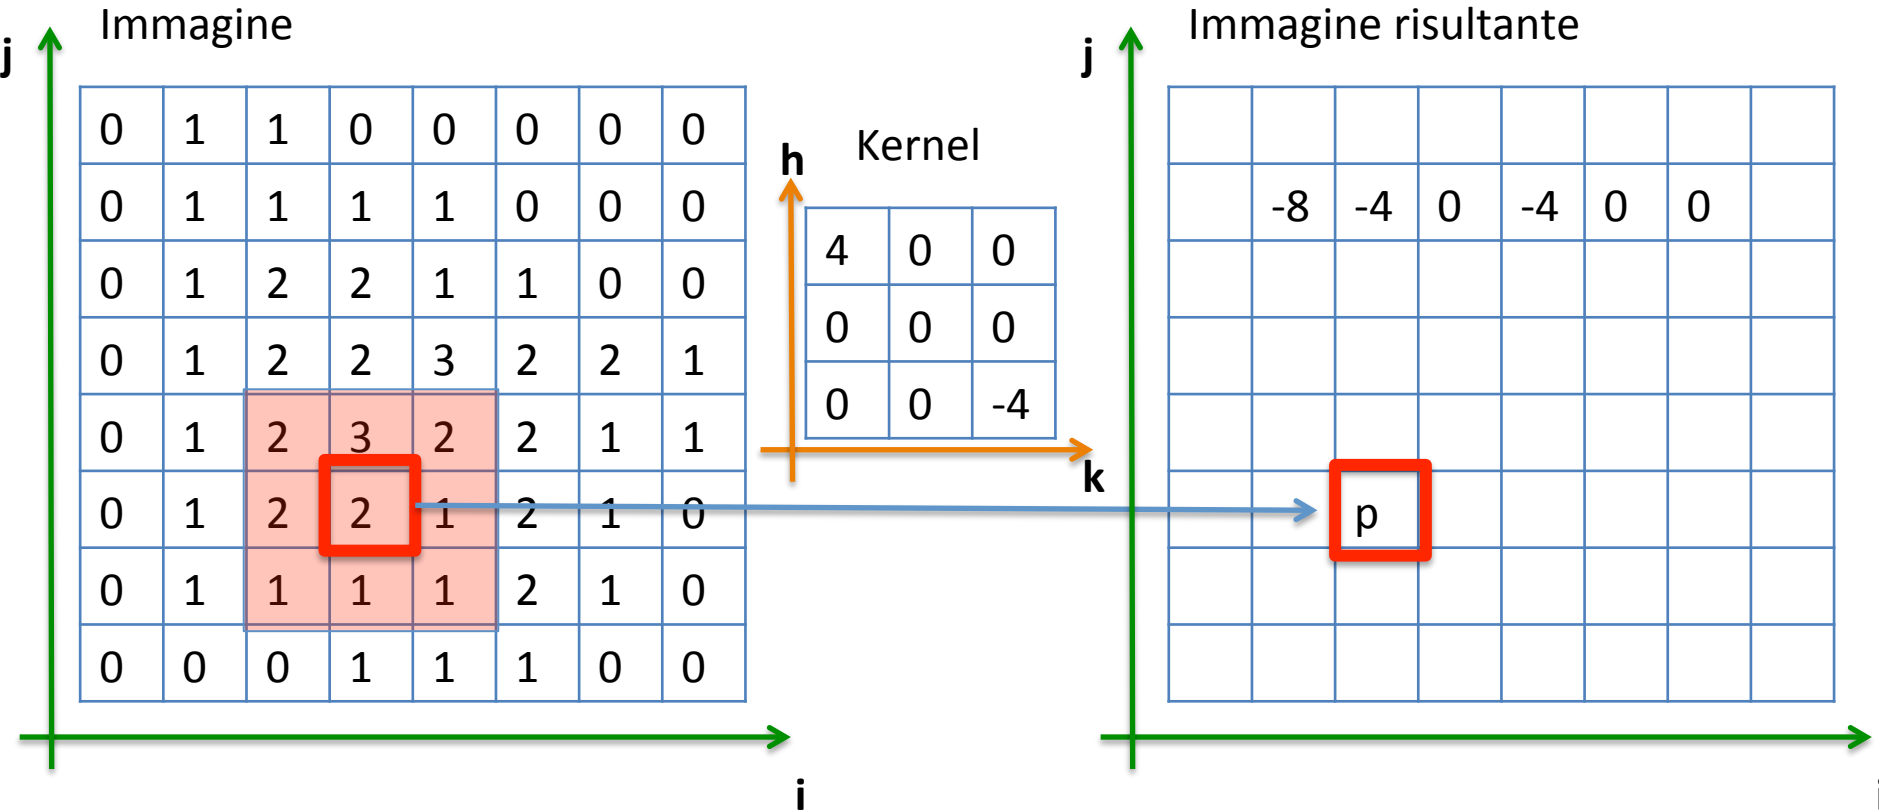 Immagine
j
0 1 1 0 0 0 0 0
0 1 1 1 1 0 0 0
0 1 2 2 1 1 0 0
0 1 2 2 3 2 2 1
0 1 2 3 2 2 1 1
0 1 2 2 1 2 1 0
0 1 1 1 1 2 1 0
0 0 0 1 1 1 0 0
i
Kernel
h
4 0 0
0 0 0
0 0 -4
k
Immagine risultante
j
-8 -4 0 -4 0 0
p
i